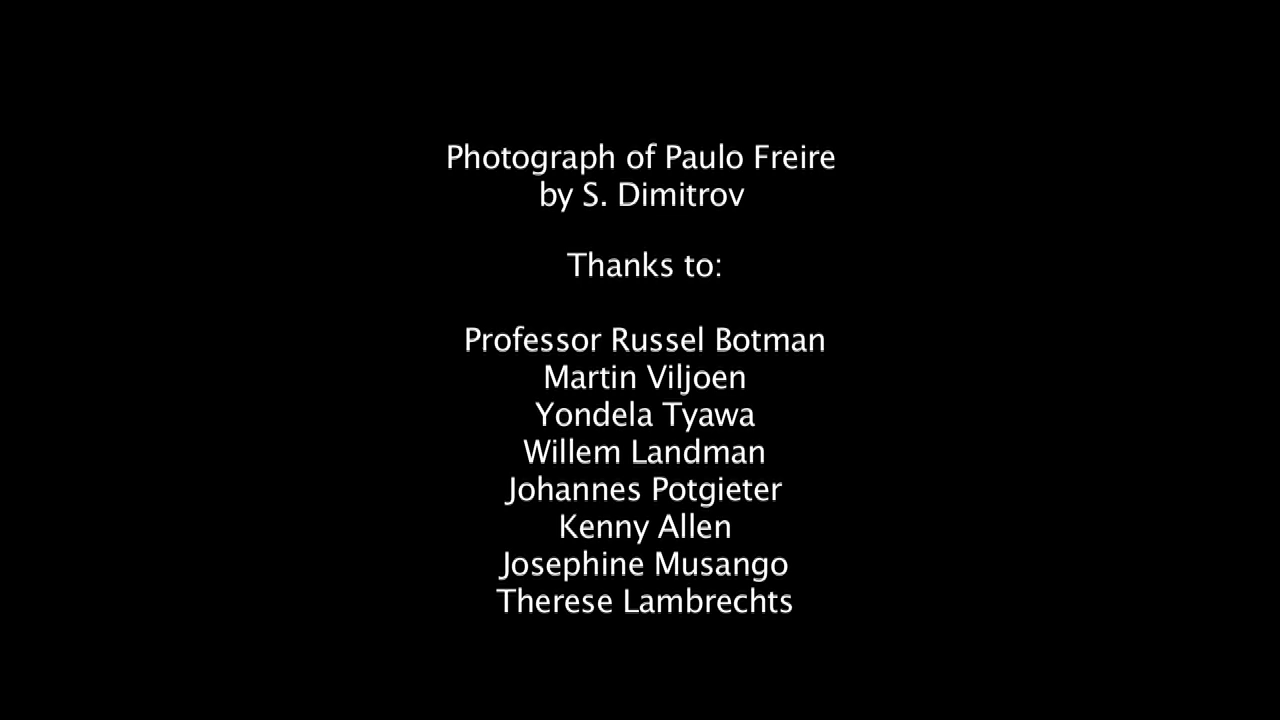 Photograph of Paulo Freire
by S. Dimitrov
Thanks to:
Professor Russel Botman
Martin Viljoen
Yondela Tyawa
Willem Landman
Johannes Potgieter
Kenny Allen
Josephine Musango
Therese Lambrechts